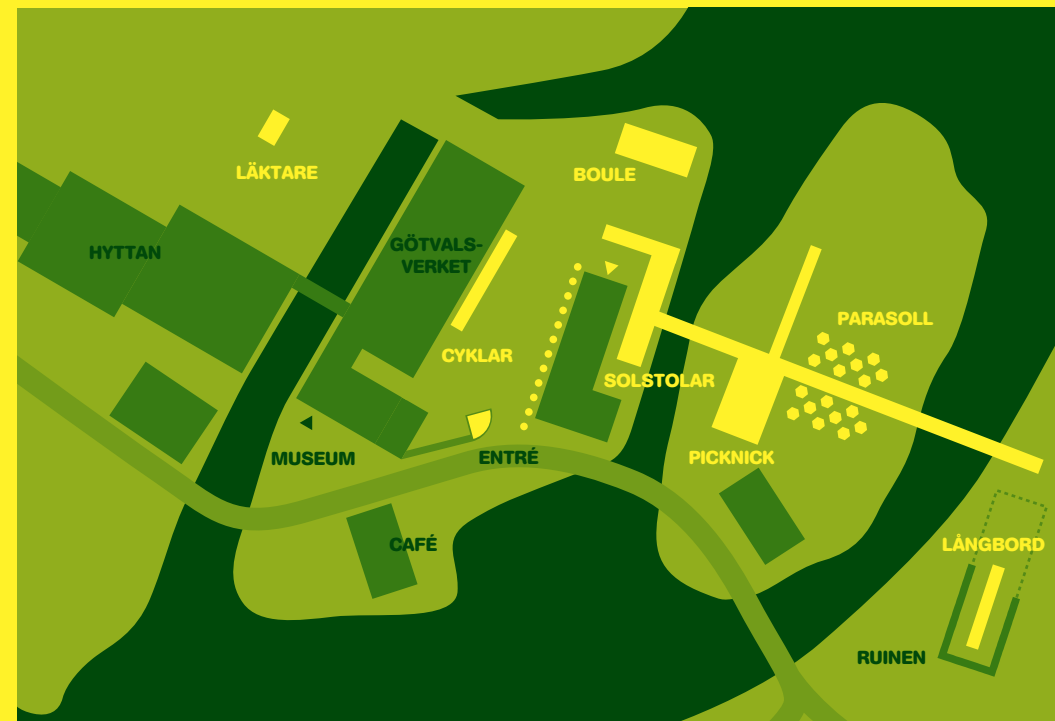 LÄKTARE
BOULE
HYTTAN
GÖTVALS-
VERKET
PARASOLL
CYKLAR
SOLSTOLAR
MUSEUM
ENTRÉ
PICKNICK
CAFÉ
LÅNGBORD
RUINEN